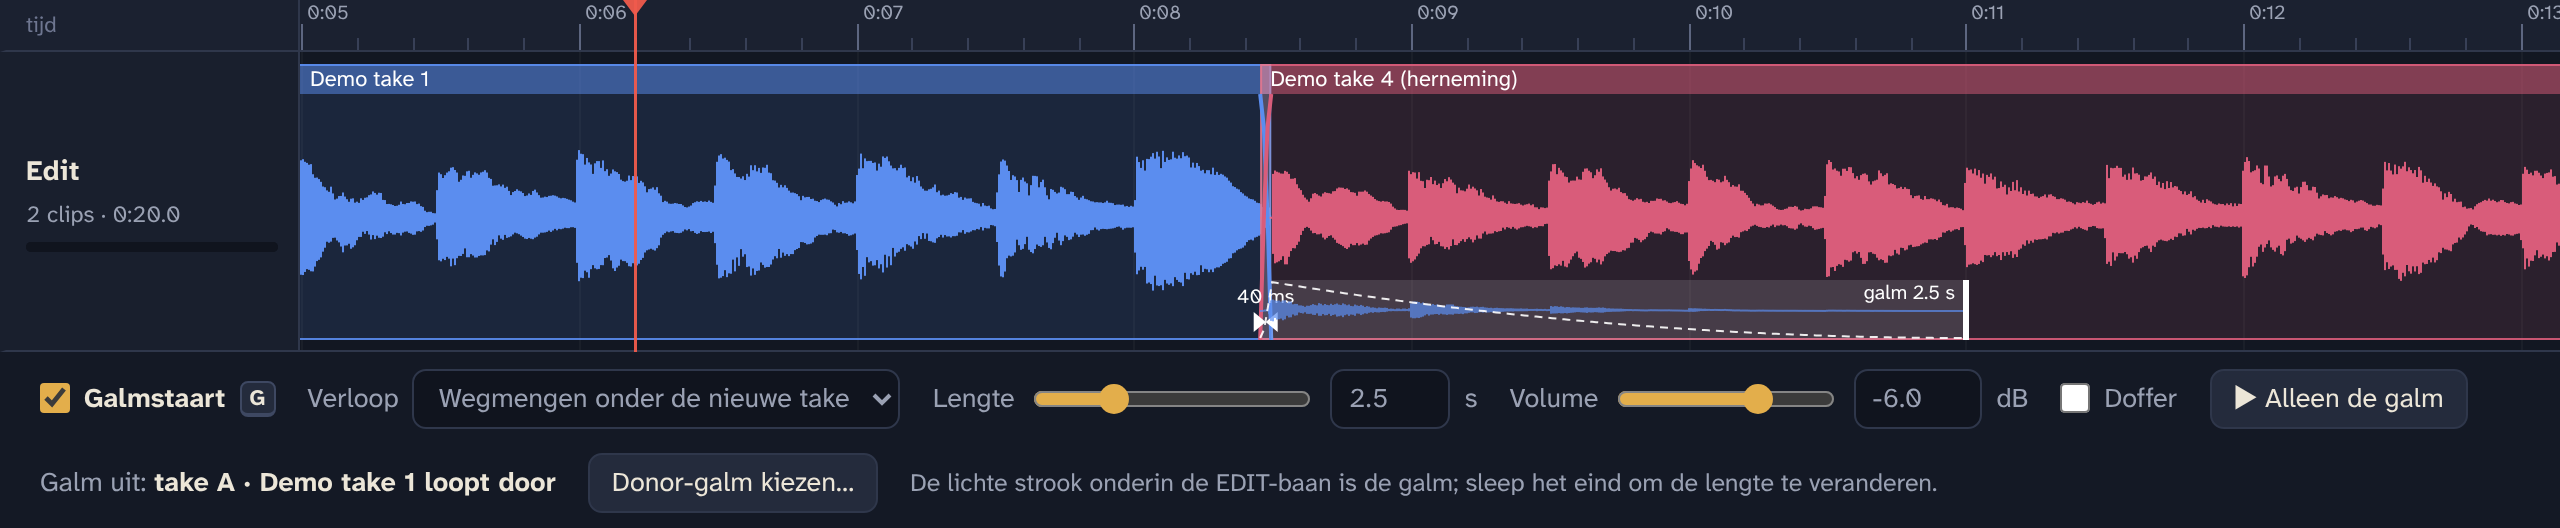 tijd
0:05 0:06 0:07 0:08 0:09 0:10 0:11 0:12 0:13
Demo take 1 Demo take 4 (herneming)
Edit
2 clips · 0:20.0
40 ms galm 2.5 s
Galmstaart G Verloop Wegmengen onder de nieuwe take Lengte 2.5 s Volume -6.0 dB Doffer ▶ Alleen de galm
Galm uit: take A · Demo take 1 loopt door Donor-galm kiezen... De lichte strook onderin de EDIT-baan is de galm; sleep het eind om de lengte te veranderen.